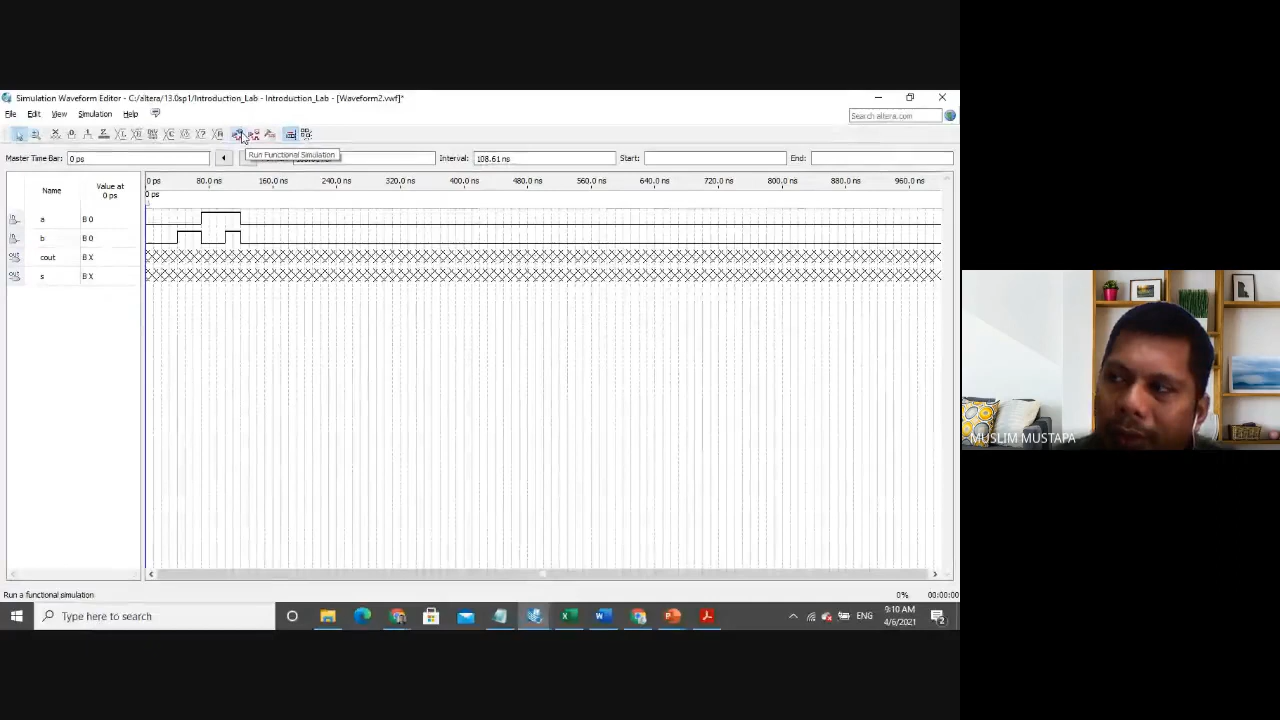 Simulation Waveform Editor - C:/altera/13.0sp1/Introduction_Lab - Introduction_Lab - [Waveform2.vwf]*
File Edit View Simulation Help
Search altera.com
Run Functional Simulation
Master Time Bar: 0 ps Interval: 108.61 ns Start: End:
Name Value at 0 ps
0 ps 80.0 ns 160.0 ns 240.0 ns 320.0 ns 400.0 ns 480.0 ns 560.0 ns 640.0 ns 720.0 ns 800.0 ns 880.0 ns 960.0 ns
0 ps
a B 0
b B 0
cout B X
s B X
MUSLIM MUSTAPA
Run a functional simulation 0% 00:00:00
Type here to search
ENG
9:10 AM
4/6/2021
2